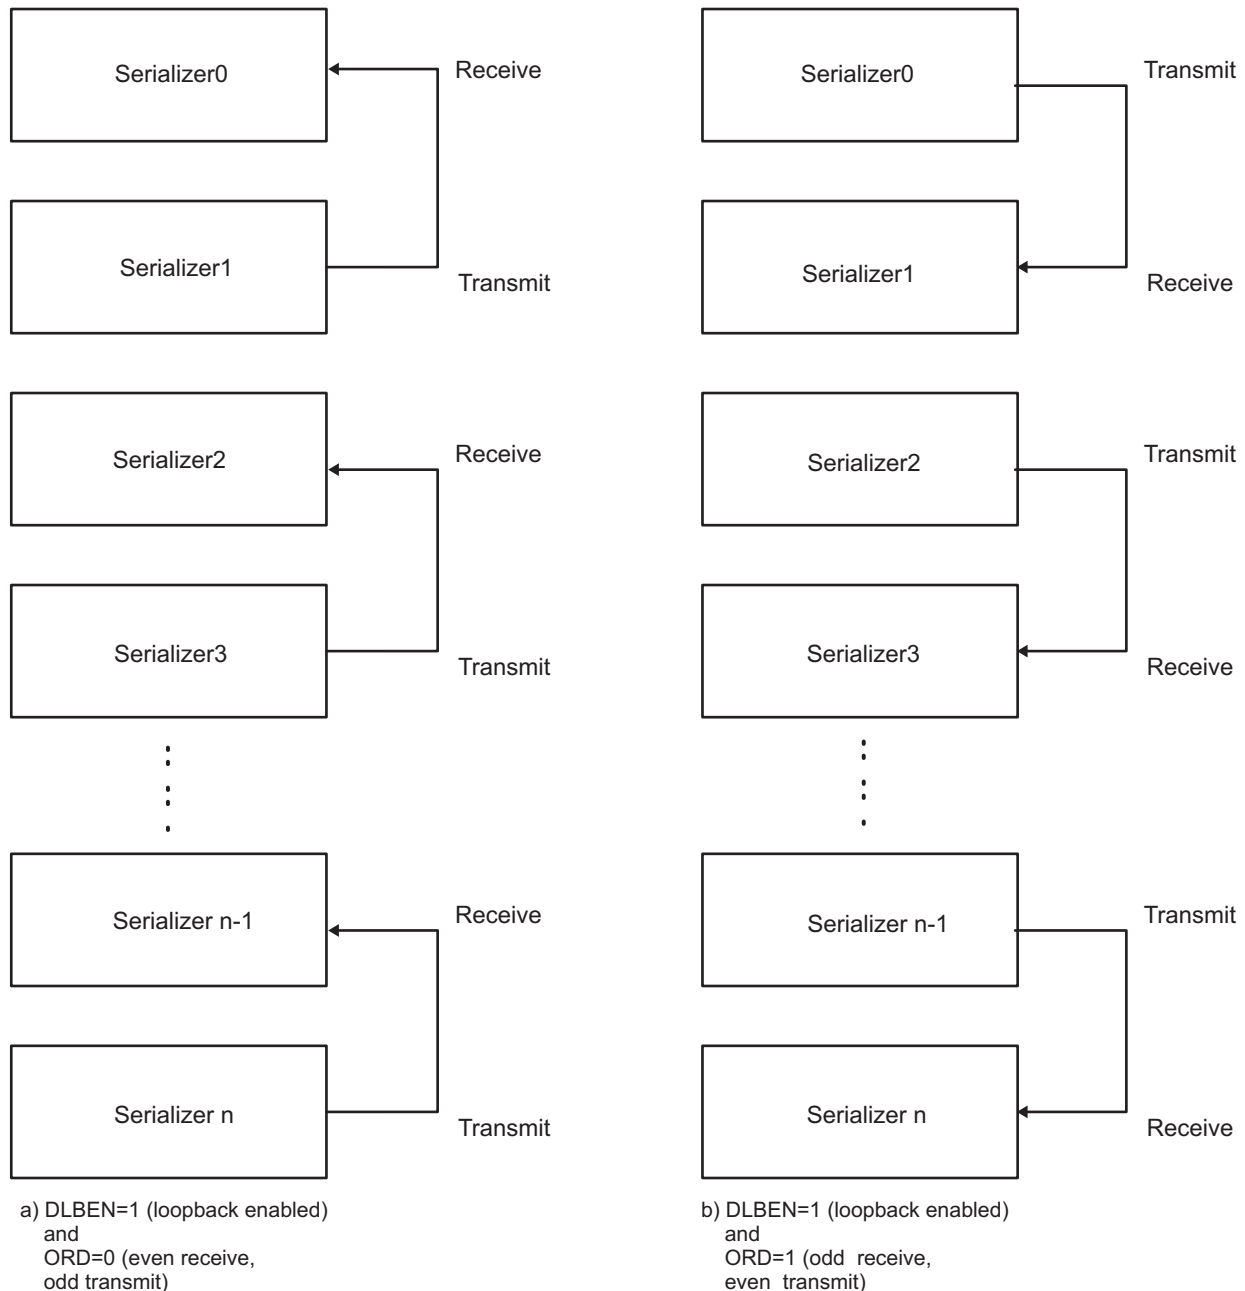 Serializer0
Receive
Serializer1
Transmit
Serializer2
Receive
Serializer3
Transmit
Serializer n-1
Receive
Serializer n
Transmit
a) DLBEN=1 (loopback enabled)
and
ORD=0 (even receive,
odd transmit)
Serializer0
Transmit
Serializer1
Receive
Serializer2
Transmit
Serializer3
Receive
Serializer n-1
Transmit
Serializer n
Receive
b) DLBEN=1 (loopback enabled)
and
ORD=1 (odd receive,
even transmit)